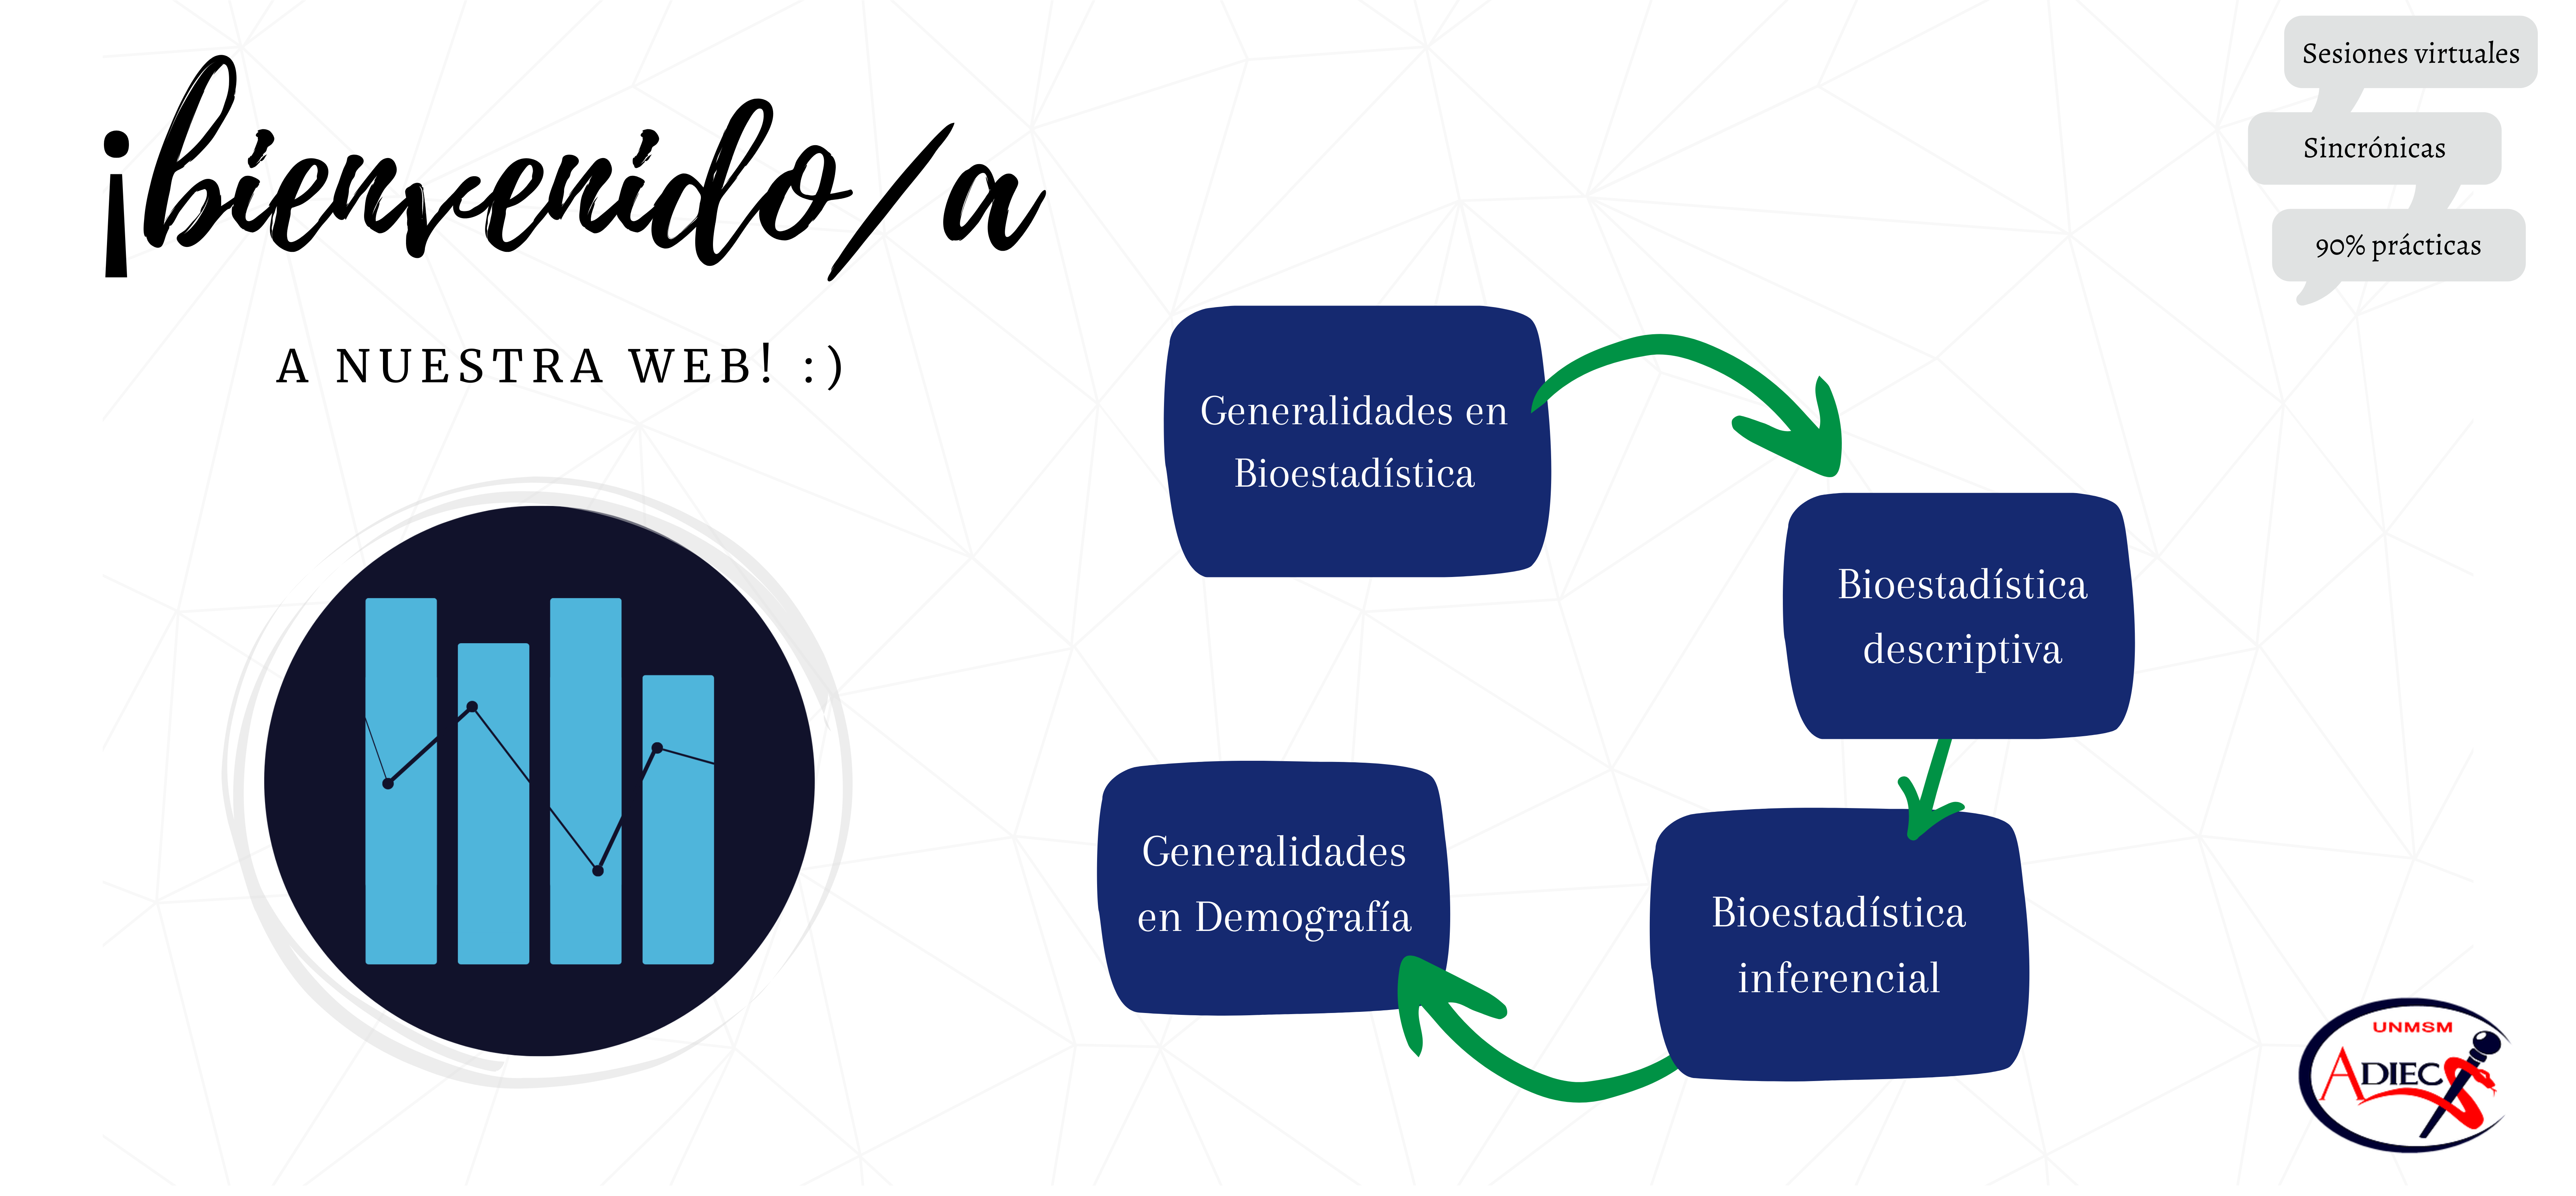 ¡bienvenido/a
A NUESTRA WEB! :)
Sesiones virtuales
Sincrónicas
90% prácticas
Generalidades en
Bioestadística
Bioestadística
descriptiva
Bioestadística
inferencial
Generalidades
en Demografía
UNMSM
ADIECS